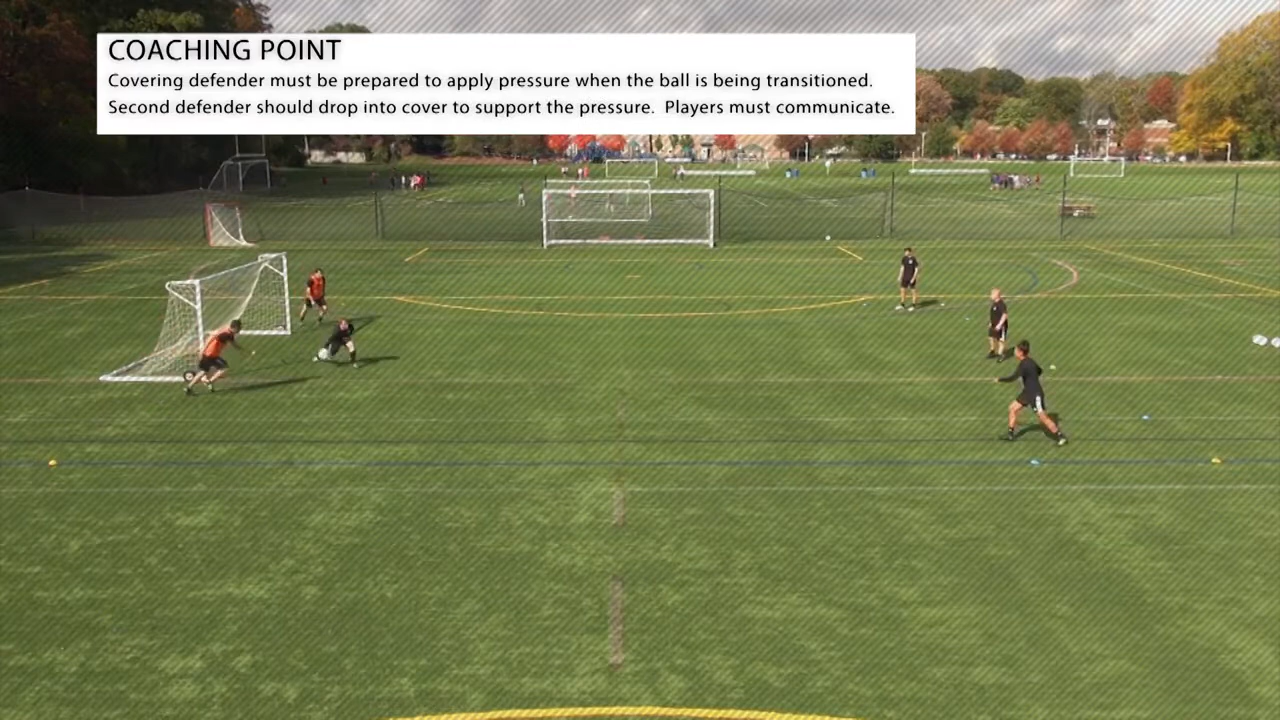 COACHING POINT
Covering defender must be prepared to apply pressure when the ball is being transitioned.
Second defender should drop into cover to support the pressure.  Players must communicate.